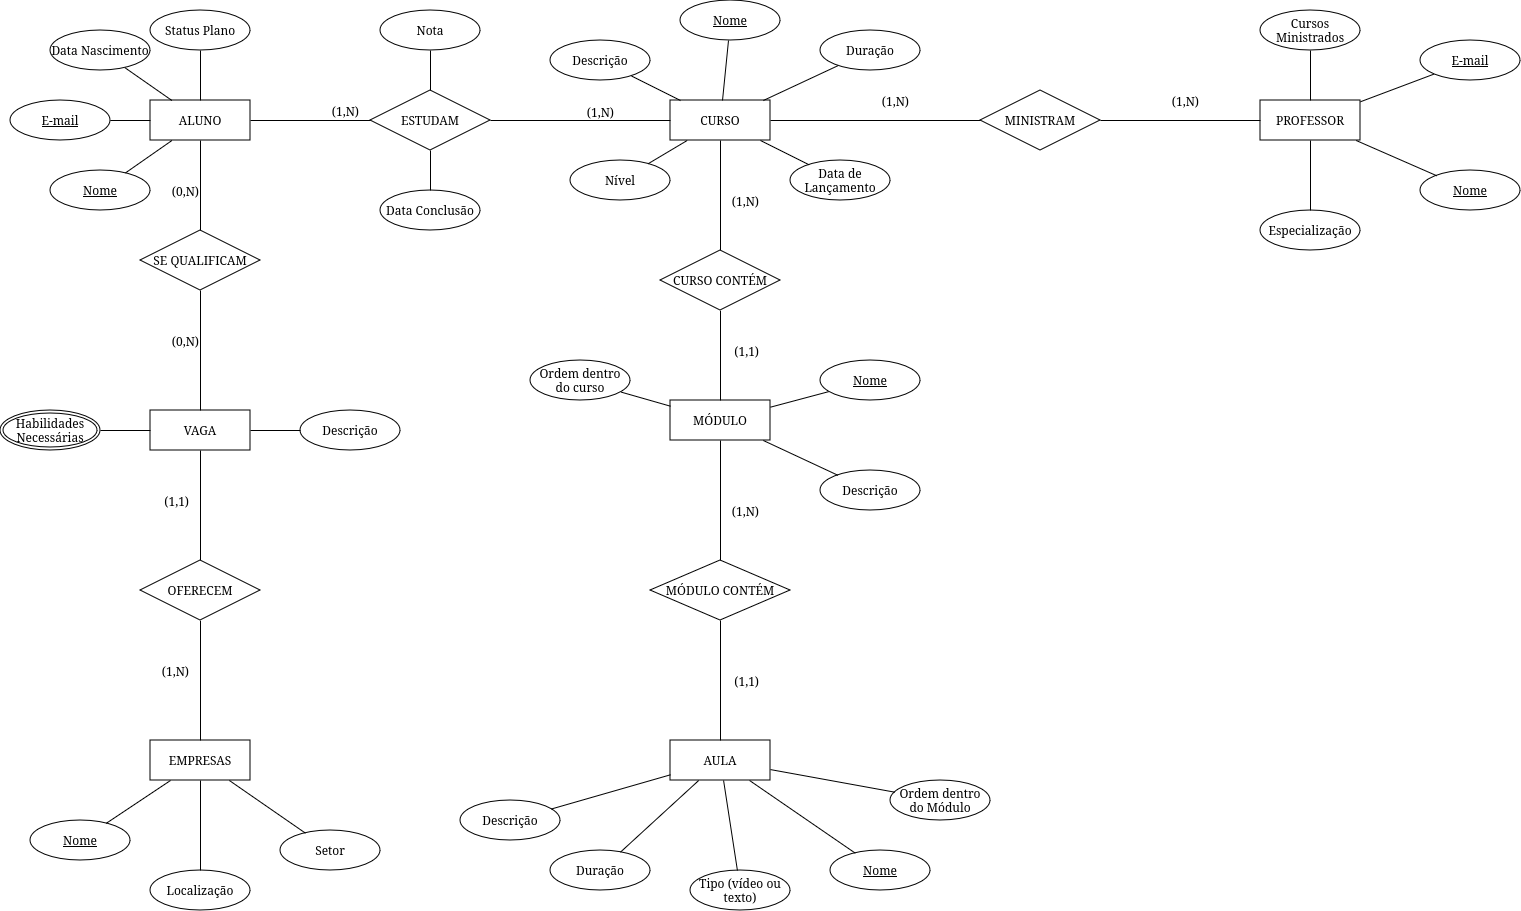 Nome
Status Plano
Nota
Cursos
Ministrados
Data Nascimento
Descrição
Duração
E-mail
(1,N)
(1,N)
(1,N)
(1,N)
E-mail
ALUNO
ESTUDAM
CURSO
MINISTRAM
PROFESSOR
Nome
(0,N)
Data Conclusão
Nível
Data de
Lançamento
Nome
(1,N)
Especialização
SE QUALIFICAM
CURSO CONTÉM
(0,N)
(1,1)
Ordem dentro
do curso
Nome
Habilidades
Necessárias
VAGA
Descrição
MÓDULO
Descrição
(1,1)
(1,N)
OFERECEM
MÓDULO CONTÉM
(1,N)
(1,1)
EMPRESAS
AULA
Ordem dentro
do Módulo
Descrição
Nome
Setor
Duração
Nome
Localização
Tipo (vídeo ou
texto)